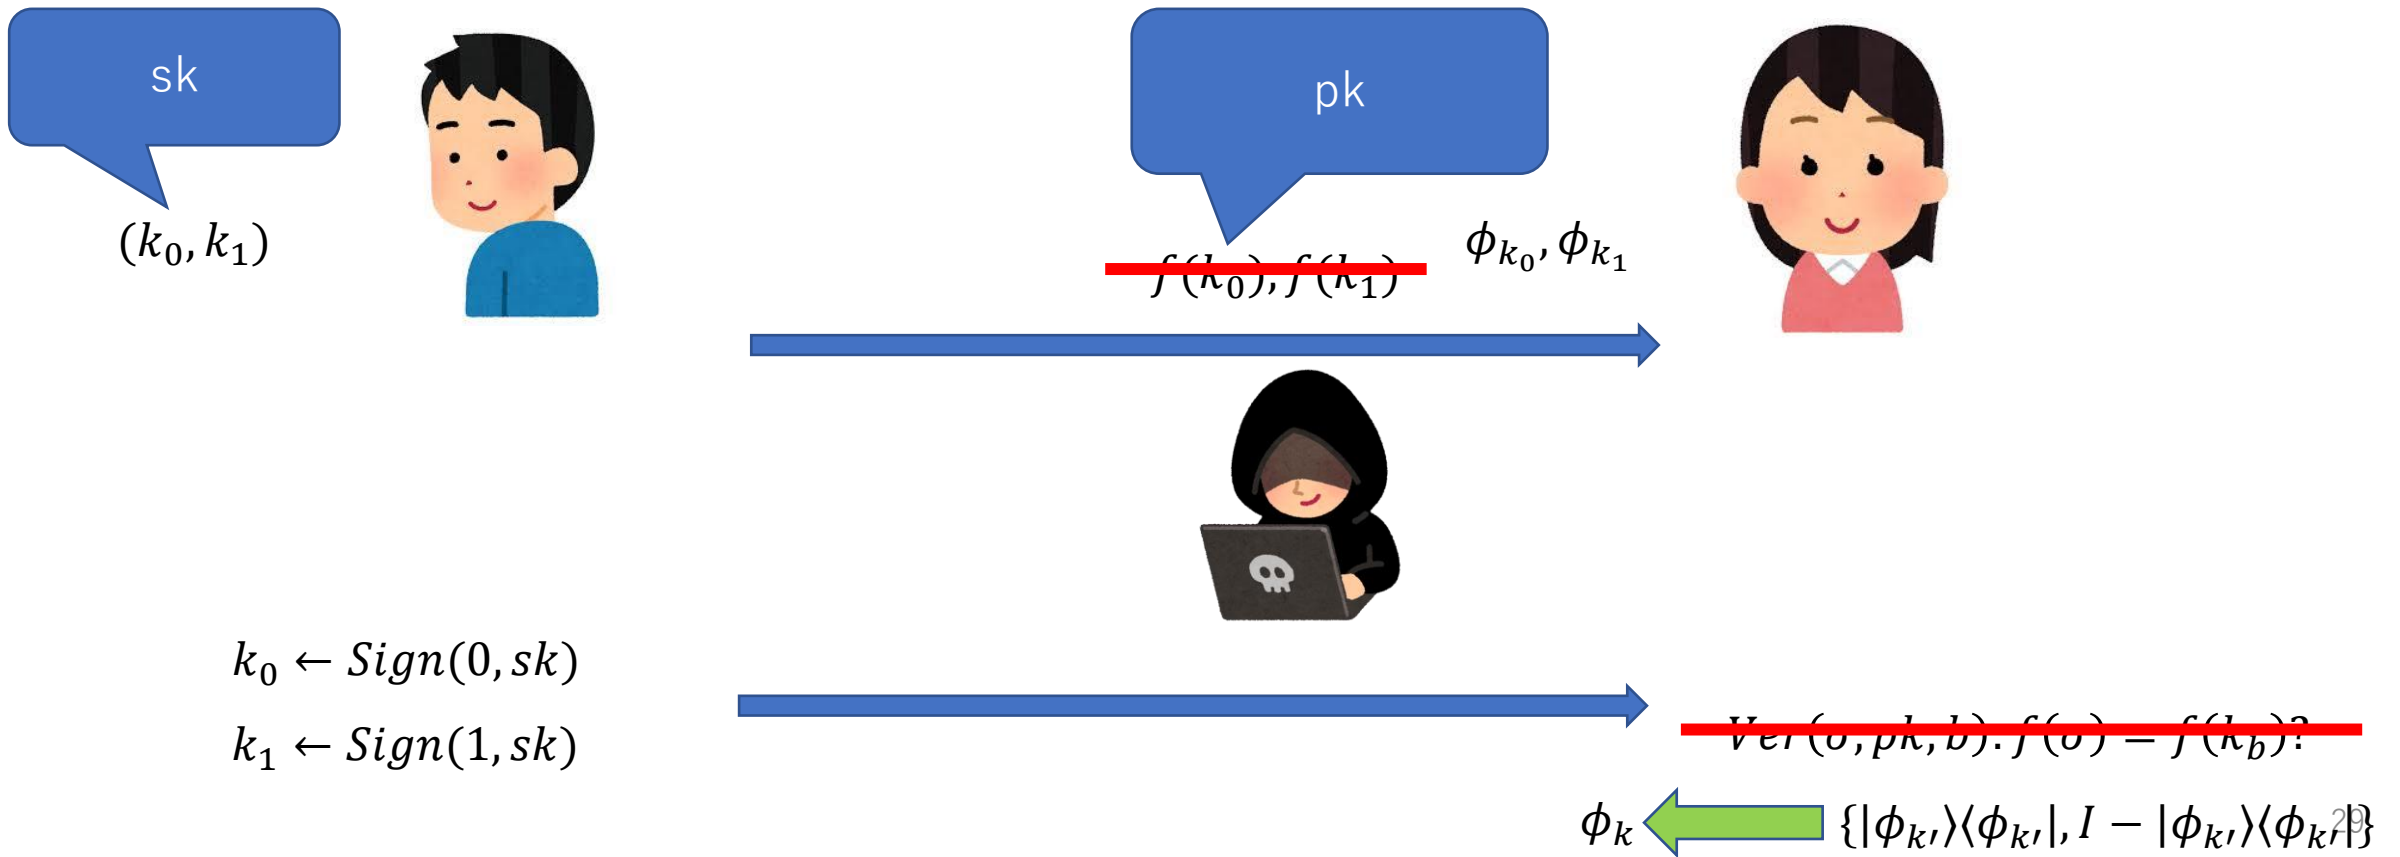 sk
pk
(k₀, k₁)
f(k₀), f(k₁)
ϕ_{k₀}, ϕ_{k₁}
k₀ ← Sign(0, sk)
k₁ ← Sign(1, sk)
Ver(σ, pk, b): f(σ) = f(k_b)?
ϕ_k
{|ϕ_{k′}⟩⟨ϕ_{k′}|, I − |ϕ_{k′}⟩⟨ϕ_{k′}|}
29